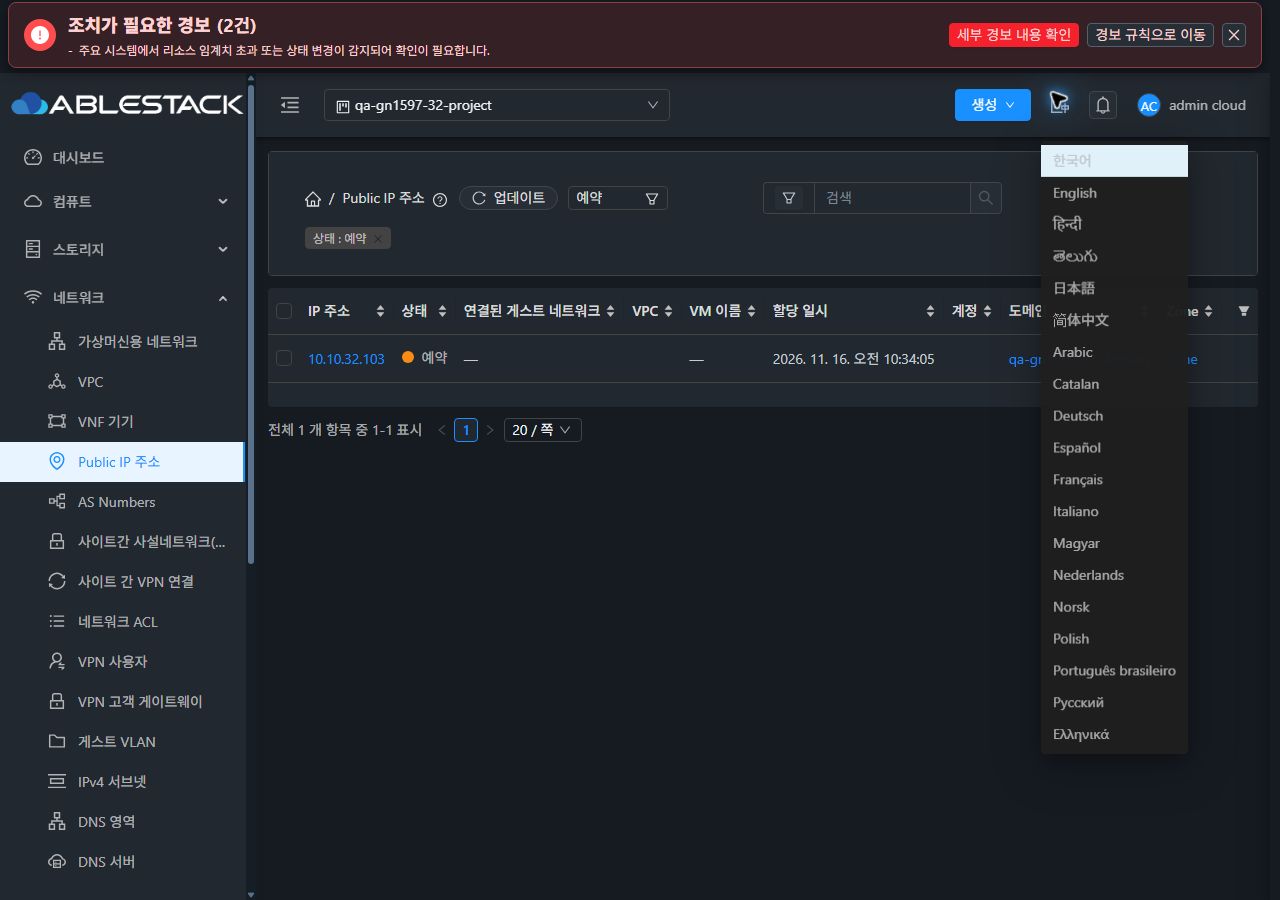 조치가 필요한 경보 (2건)
- 주요 시스템에서 리소스 임계치 초과 또는 상태 변경이 감지되어 확인이 필요합니다.
세부 경보 내용 확인
경보 규칙으로 이동
ABLESTACK
qa-gn1597-32-project
생성
AC
admin cloud
대시보드
컴퓨트
스토리지
네트워크
가상머신용 네트워크
VPC
VNF 기기
Public IP 주소
AS Numbers
사이트간 사설네트워크(...
사이트 간 VPN 연결
네트워크 ACL
VPN 사용자
VPN 고객 게이트웨이
게스트 VLAN
IPv4 서브넷
DNS 영역
DNS 서버
/ Public IP 주소
업데이트
예약
검색
상태 : 예약
IP 주소 상태 연결된 게스트 네트워크 VPC VM 이름 할당 일시 계정 도메인
10.10.32.103 예약 — — 2026. 11. 16. 오전 10:34:05 qa-gn
전체 1 개 항목 중 1-1 표시
1
20 / 쪽
한국어
English
हिन्दी
తెలుగు
日本語
简体中文
Arabic
Catalan
Deutsch
Español
Français
Italiano
Magyar
Nederlands
Norsk
Polish
Português brasileiro
Русский
Ελληνικά